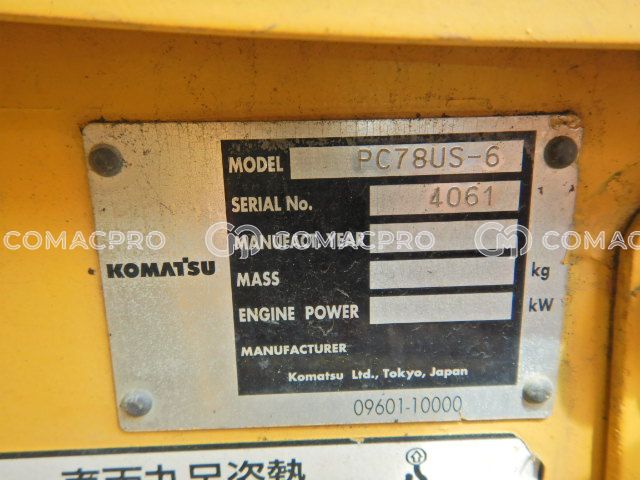 MODEL PC78US-6
SERIAL No. 4061
MANUFACT. YEAR
KOMATSU
MASS kg
ENGINE POWER kW
MANUFACTURER
Komatsu Ltd., Tokyo, Japan
09601-10000
COMACPRO COMACPRO COMACPRO